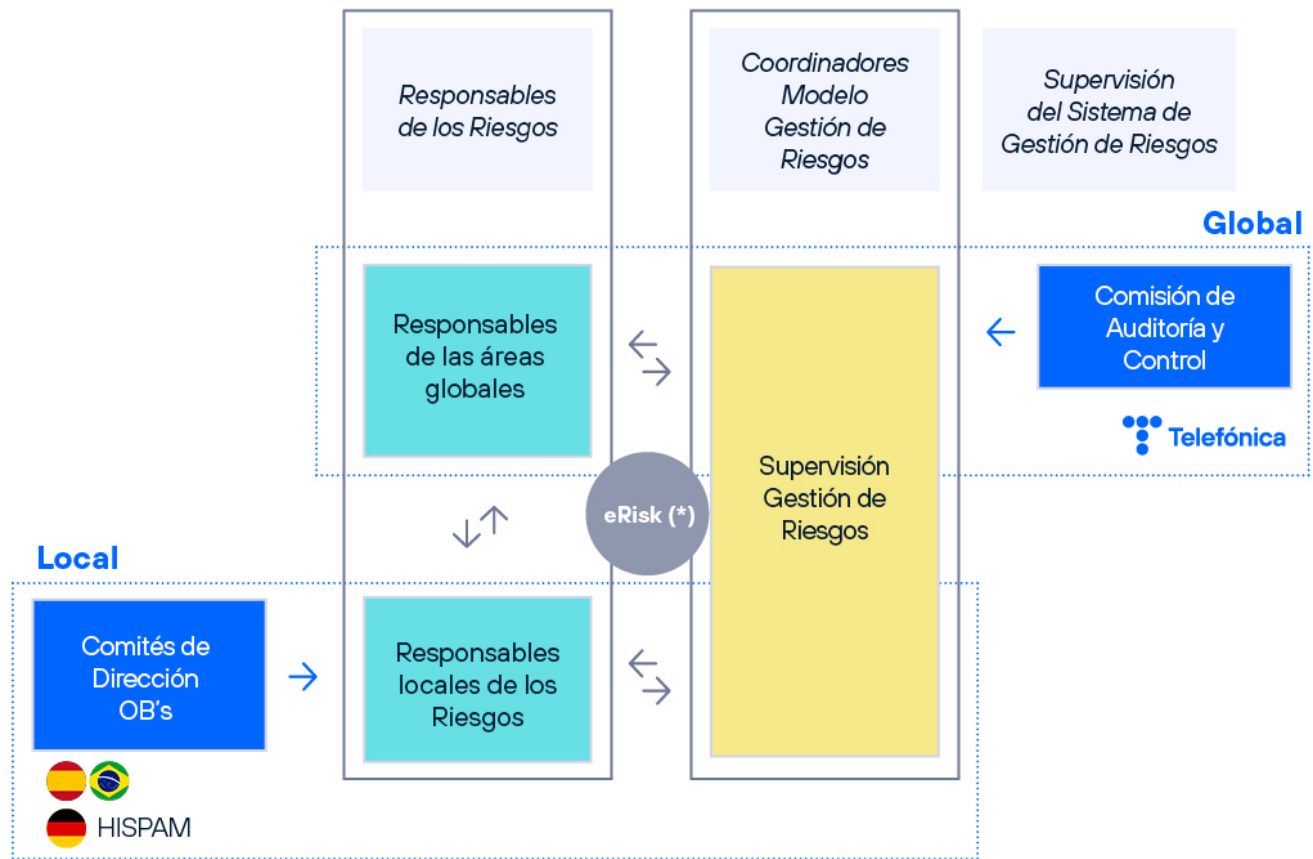 Responsables
de los Riesgos
Coordinadores
Modelo
Gestión de
Riesgos
Supervisión
del Sistema de
Gestión de Riesgos
Global
Responsables
de las áreas
globales
Comisión de
Auditoría y
Control
Telefónica
Supervisión
Gestión de
Riesgos
eRisk (*)
Local
Comités de
Dirección
OB's
Responsables
locales de los
Riesgos
HISPAM